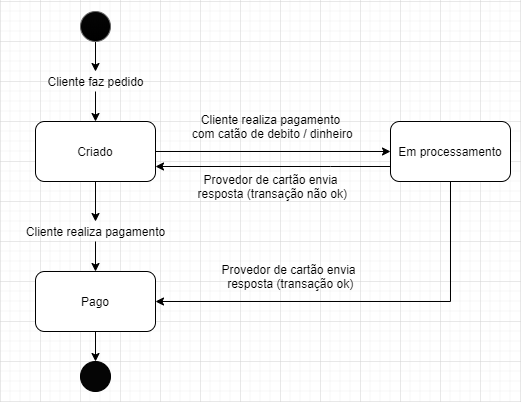 Cliente faz pedido
Cliente realiza pagamento
com catão de debito / dinheiro
Criado
Em processamento
Provedor de cartão envia
resposta (transação não ok)
Cliente realiza pagamento
Provedor de cartão envia
resposta (transação ok)
Pago